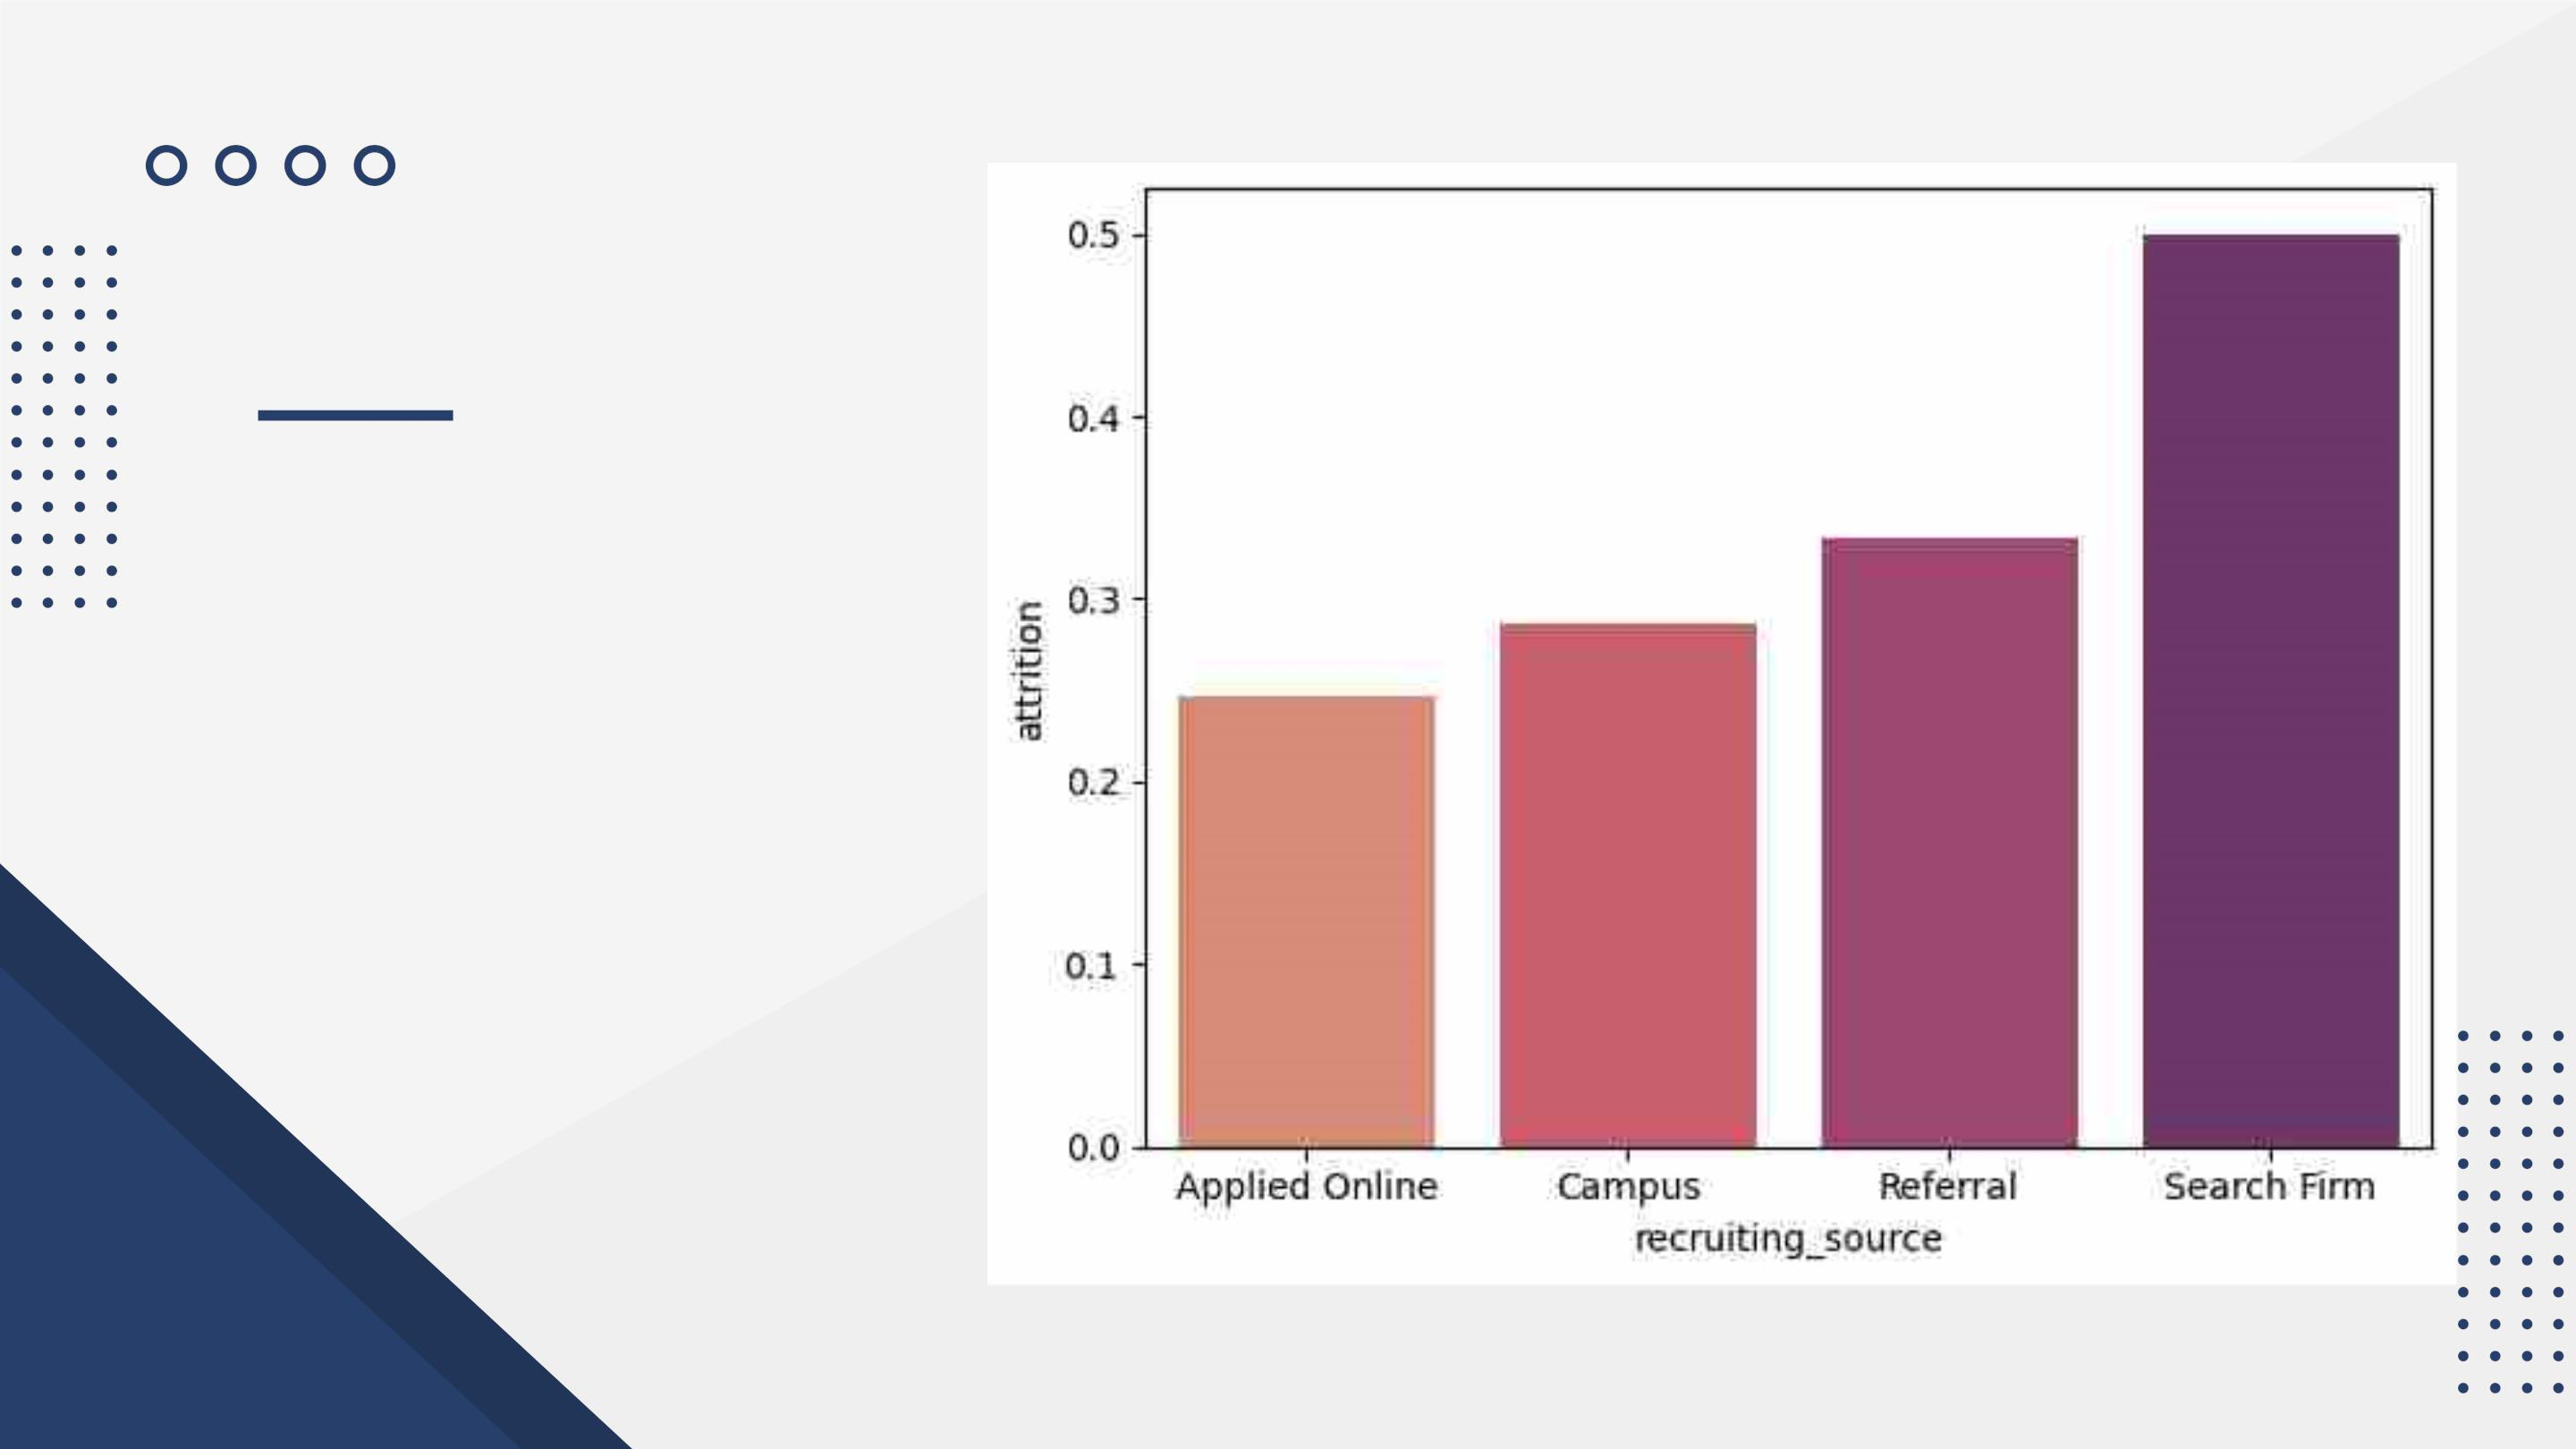 0.5
0.4
0.3
0.2
0.1
0.0
attrition
Applied Online Campus Referral Search Firm
recruiting_source